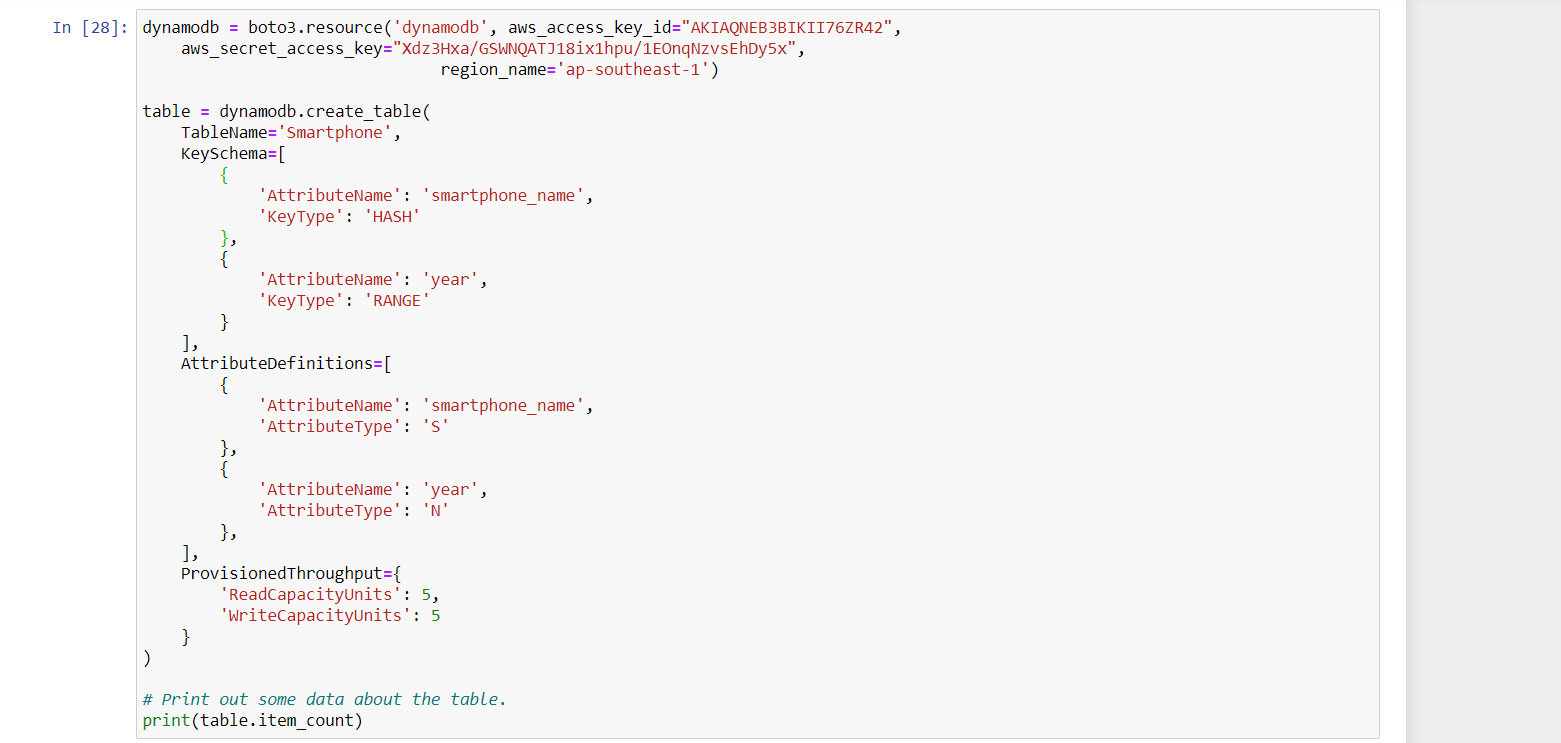 In [28]: dynamodb = boto3.resource('dynamodb', aws_access_key_id="AKIAQNEB3BIKII76ZR42",
    aws_secret_access_key="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",
                               region_name='ap-southeast-1')

table = dynamodb.create_table(
    TableName='Smartphone',
    KeySchema=[
        {
            'AttributeName': 'smartphone_name',
            'KeyType': 'HASH'
        },
        {
            'AttributeName': 'year',
            'KeyType': 'RANGE'
        }
    ],
    AttributeDefinitions=[
        {
            'AttributeName': 'smartphone_name',
            'AttributeType': 'S'
        },
        {
            'AttributeName': 'year',
            'AttributeType': 'N'
        },
    ],
    ProvisionedThroughput={
        'ReadCapacityUnits': 5,
        'WriteCapacityUnits': 5
    }
)

# Print out some data about the table.
print(table.item_count)